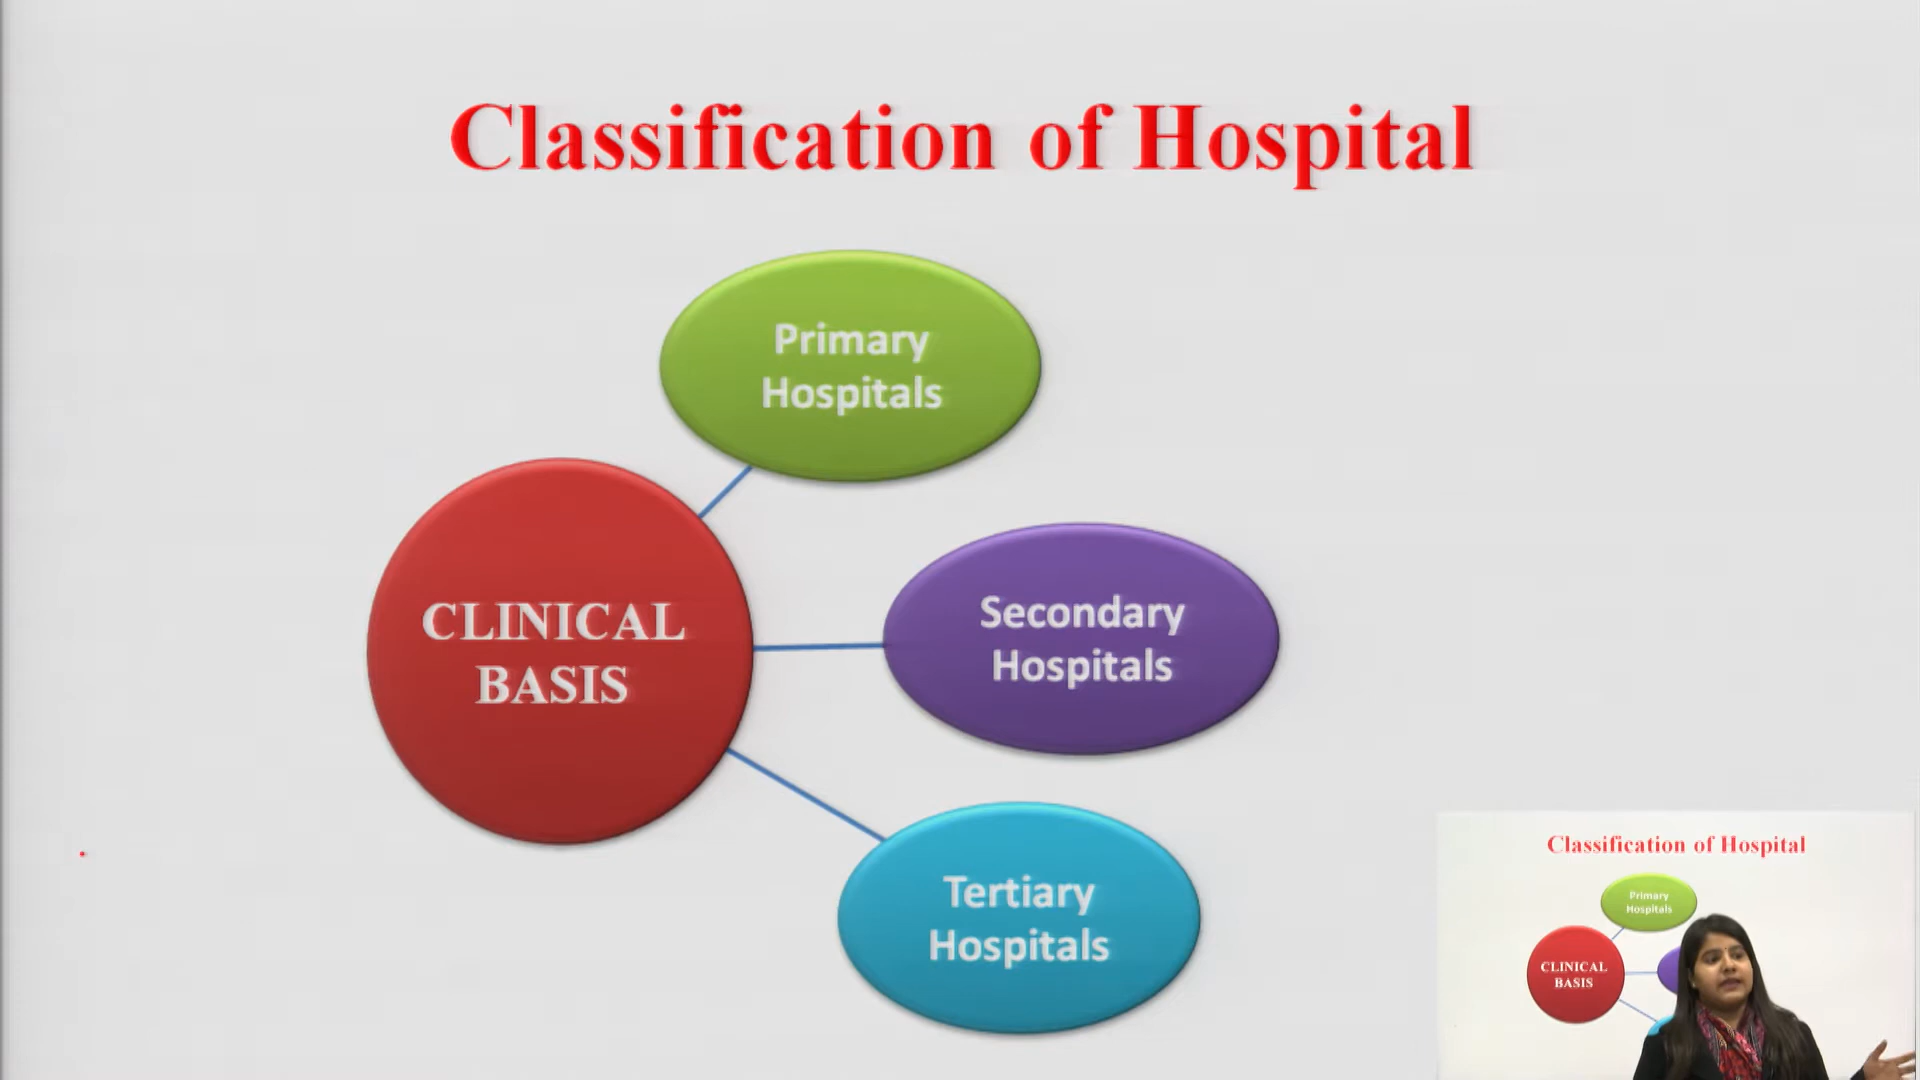 Classification of Hospital
Primary
Hospitals
CLINICAL
BASIS
Secondary
Hospitals
Tertiary
Hospitals
Classification of Hospital
Primary
Hospitals
CLINICAL
BASIS